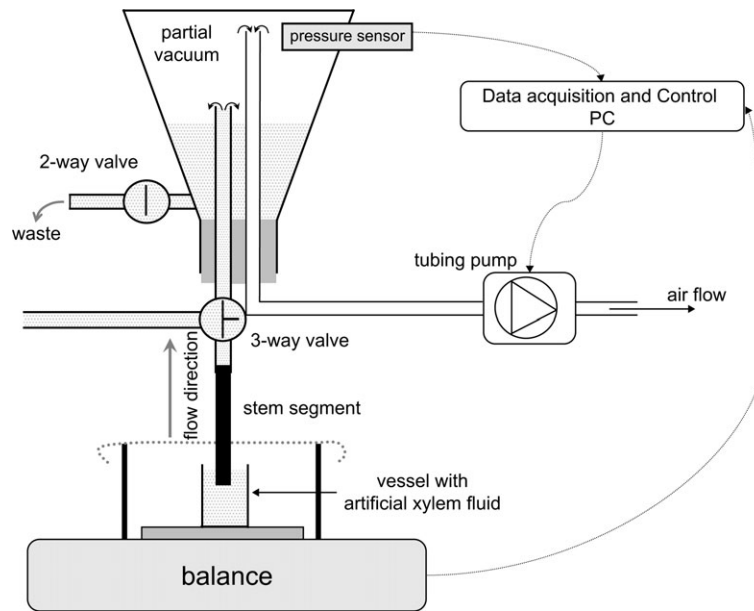 partial
vacuum
pressure sensor
Data acquisition and Control
PC
2-way valve
waste
tubing pump
air flow
3-way valve
flow direction
stem segment
vessel with
artificial xylem fluid
balance